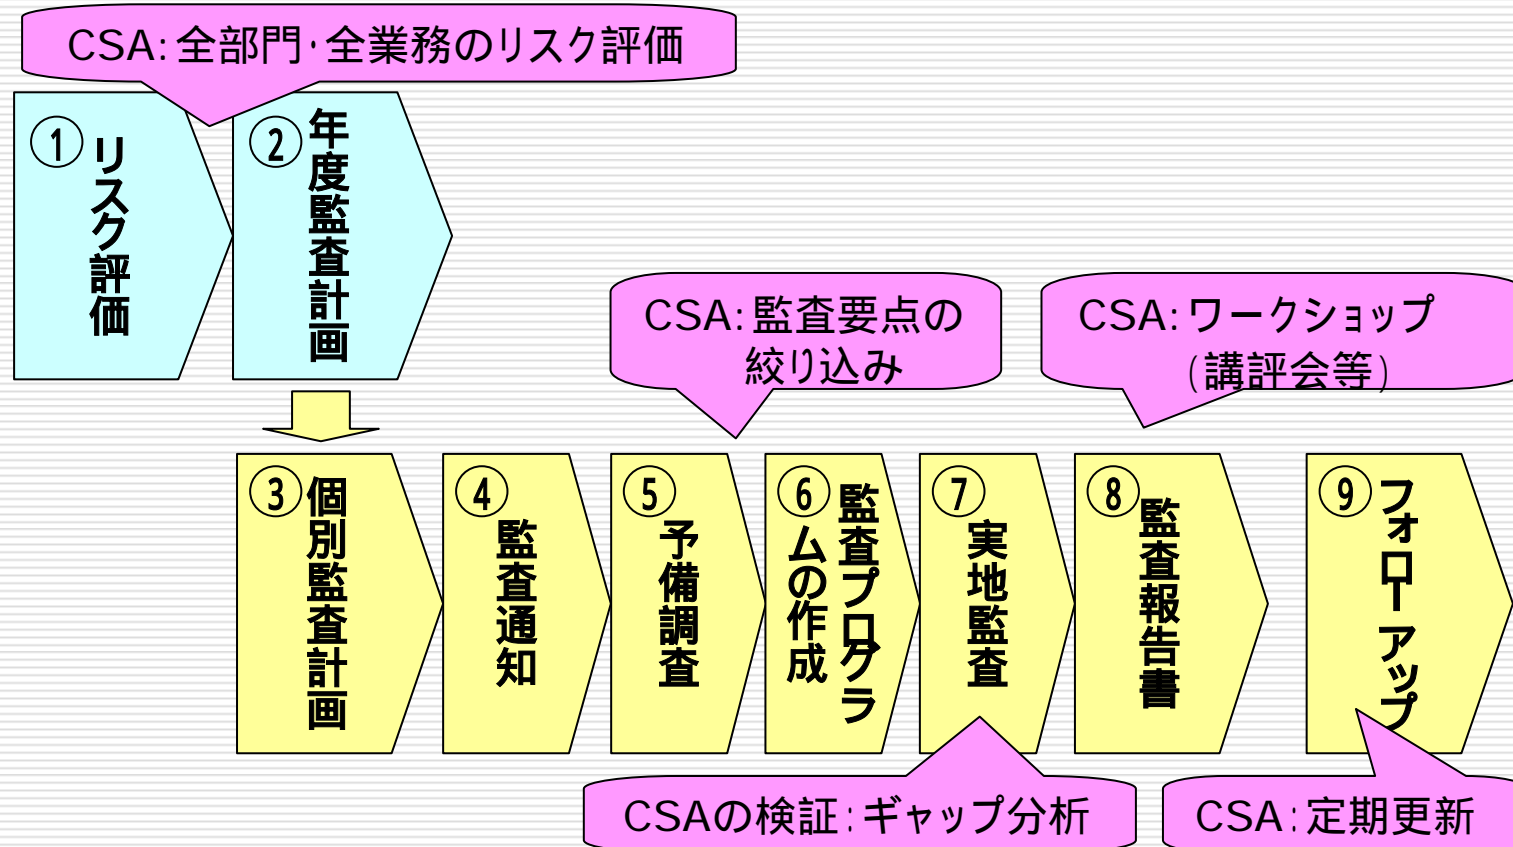 CSA：全部門・全業務のリスク評価
①リスク評価
②年度監査計画
CSA：監査要点の
絞り込み
CSA：ワークショップ
（講評会等）
③個別監査計画
④監査通知
⑤予備調査
⑥監査プログラ
ムの作成
⑦実地監査
⑧監査報告書
⑨フォローアップ
CSAの検証：ギャップ分析
CSA：定期更新